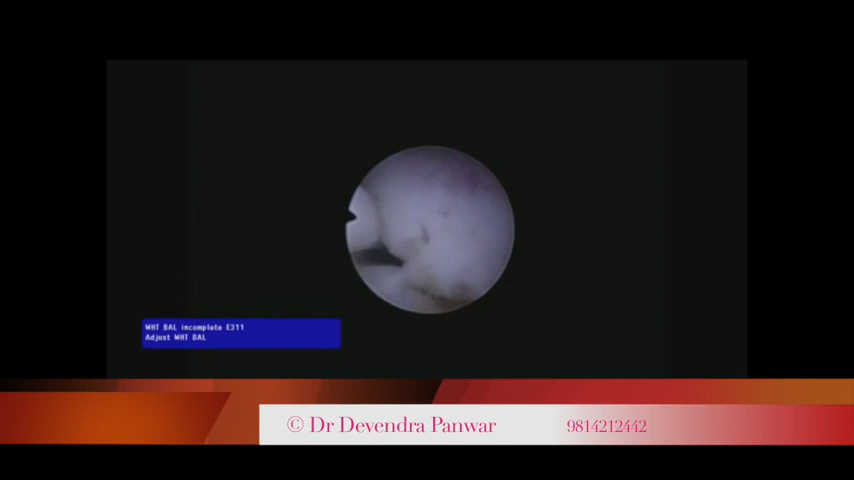 WHT BAL incomplete E311
Adjust WHT BAL
© Dr Devendra Panwar 9814212442